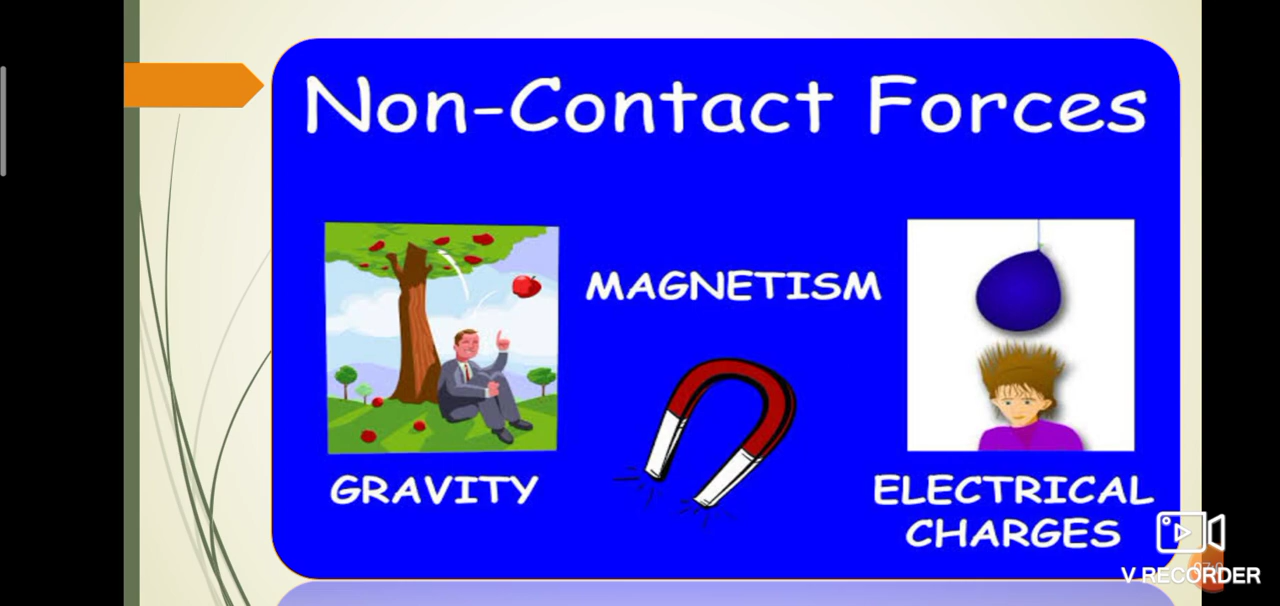 Non-Contact Forces
MAGNETISM
GRAVITY
ELECTRICAL
CHARGES
V RECORDER